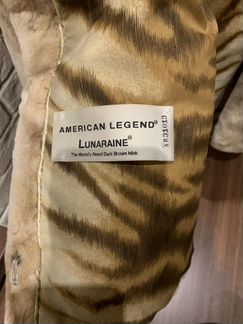 AMERICAN LEGEND®
LUNARAINE®
The World's Finest Dark Brown Mink